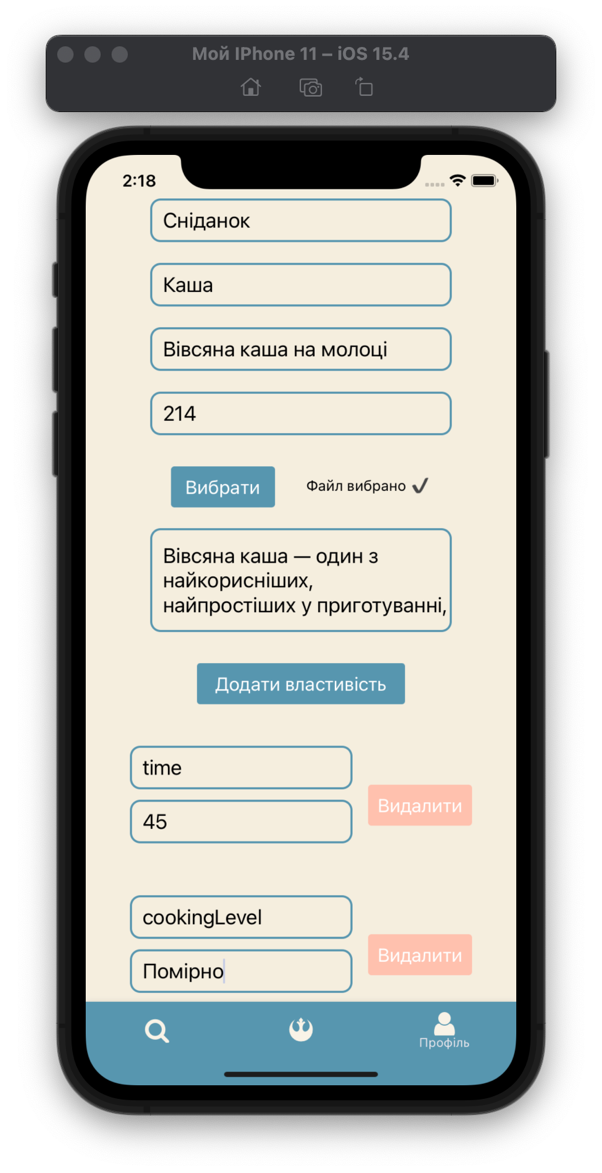 Мой IPhone 11 – iOS 15.4
2:18
Сніданок
Каша
Вівсяна каша на молоці
214
Вибрати
Файл вибрано ✔
Вівсяна каша — один з
найкорисніших,
найпростіших у приготуванні,
Додати властивість
time
Видалити
45
cookingLevel
Видалити
Помірно
Профіль